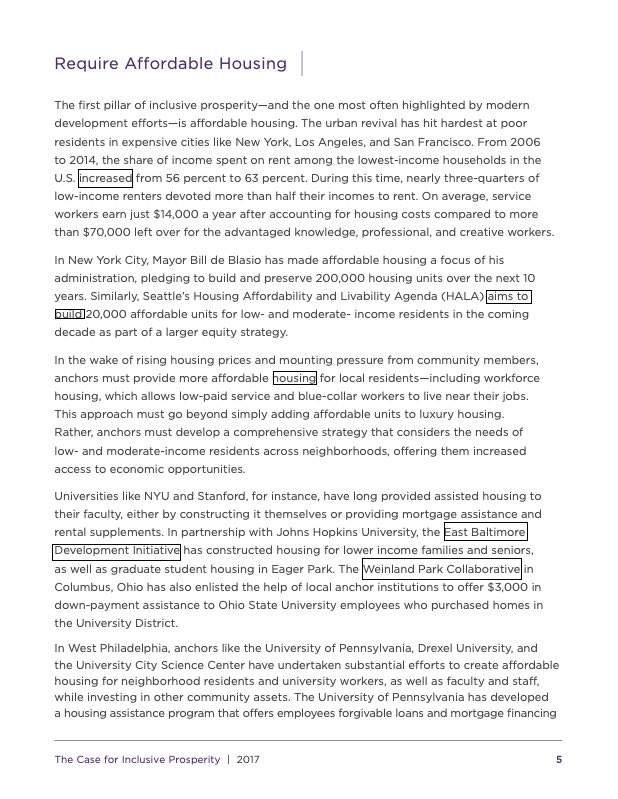 Require Affordable Housing
The first pillar of inclusive prosperity—and the one most often highlighted by modern
development efforts—is affordable housing. The urban revival has hit hardest at poor
residents in expensive cities like New York, Los Angeles, and San Francisco. From 2006
to 2014, the share of income spent on rent among the lowest-income households in the
U.S. increased from 56 percent to 63 percent. During this time, nearly three-quarters of
low-income renters devoted more than half their incomes to rent. On average, service
workers earn just $14,000 a year after accounting for housing costs compared to more
than $70,000 left over for the advantaged knowledge, professional, and creative workers.
In New York City, Mayor Bill de Blasio has made affordable housing a focus of his
administration, pledging to build and preserve 200,000 housing units over the next 10
years. Similarly, Seattle's Housing Affordability and Livability Agenda (HALA) aims to
build 20,000 affordable units for low- and moderate- income residents in the coming
decade as part of a larger equity strategy.
In the wake of rising housing prices and mounting pressure from community members,
anchors must provide more affordable housing for local residents—including workforce
housing, which allows low-paid service and blue-collar workers to live near their jobs.
This approach must go beyond simply adding affordable units to luxury housing.
Rather, anchors must develop a comprehensive strategy that considers the needs of
low- and moderate-income residents across neighborhoods, offering them increased
access to economic opportunities.
Universities like NYU and Stanford, for instance, have long provided assisted housing to
their faculty, either by constructing it themselves or providing mortgage assistance and
rental supplements. In partnership with Johns Hopkins University, the East Baltimore
Development Initiative has constructed housing for lower income families and seniors,
as well as graduate student housing in Eager Park. The Weinland Park Collaborative in
Columbus, Ohio has also enlisted the help of local anchor institutions to offer $3,000 in
down-payment assistance to Ohio State University employees who purchased homes in
the University District.
In West Philadelphia, anchors like the University of Pennsylvania, Drexel University, and
the University City Science Center have undertaken substantial efforts to create affordable
housing for neighborhood residents and university workers, as well as faculty and staff,
while investing in other community assets. The University of Pennsylvania has developed
a housing assistance program that offers employees forgivable loans and mortgage financing
The Case for Inclusive Prosperity | 2017 5